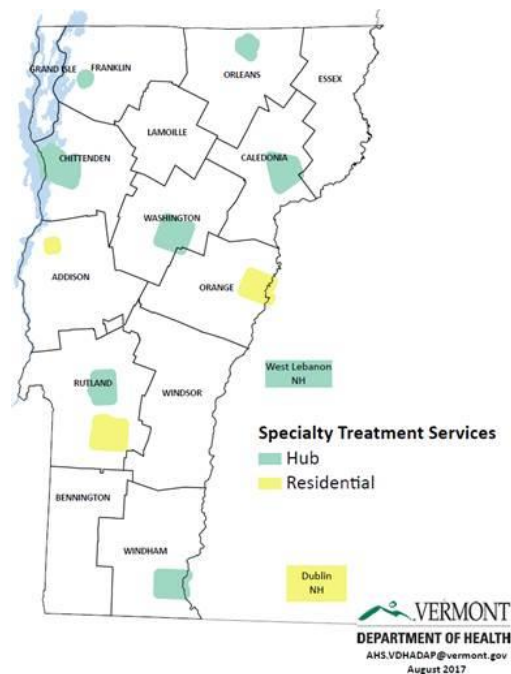 GRAND ISLE
FRANKLIN
ORLEANS
ESSEX
LAMOILLE
CHITTENDEN
CALEDONIA
WASHINGTON
ADDISON
ORANGE
West Lebanon
NH
RUTLAND
WINDSOR
Specialty Treatment Services
Hub
Residential
BENNINGTON
WINDHAM
Dublin
NH
VERMONT
DEPARTMENT OF HEALTH
AHS.VDHADAP@vermont.gov
August 2017